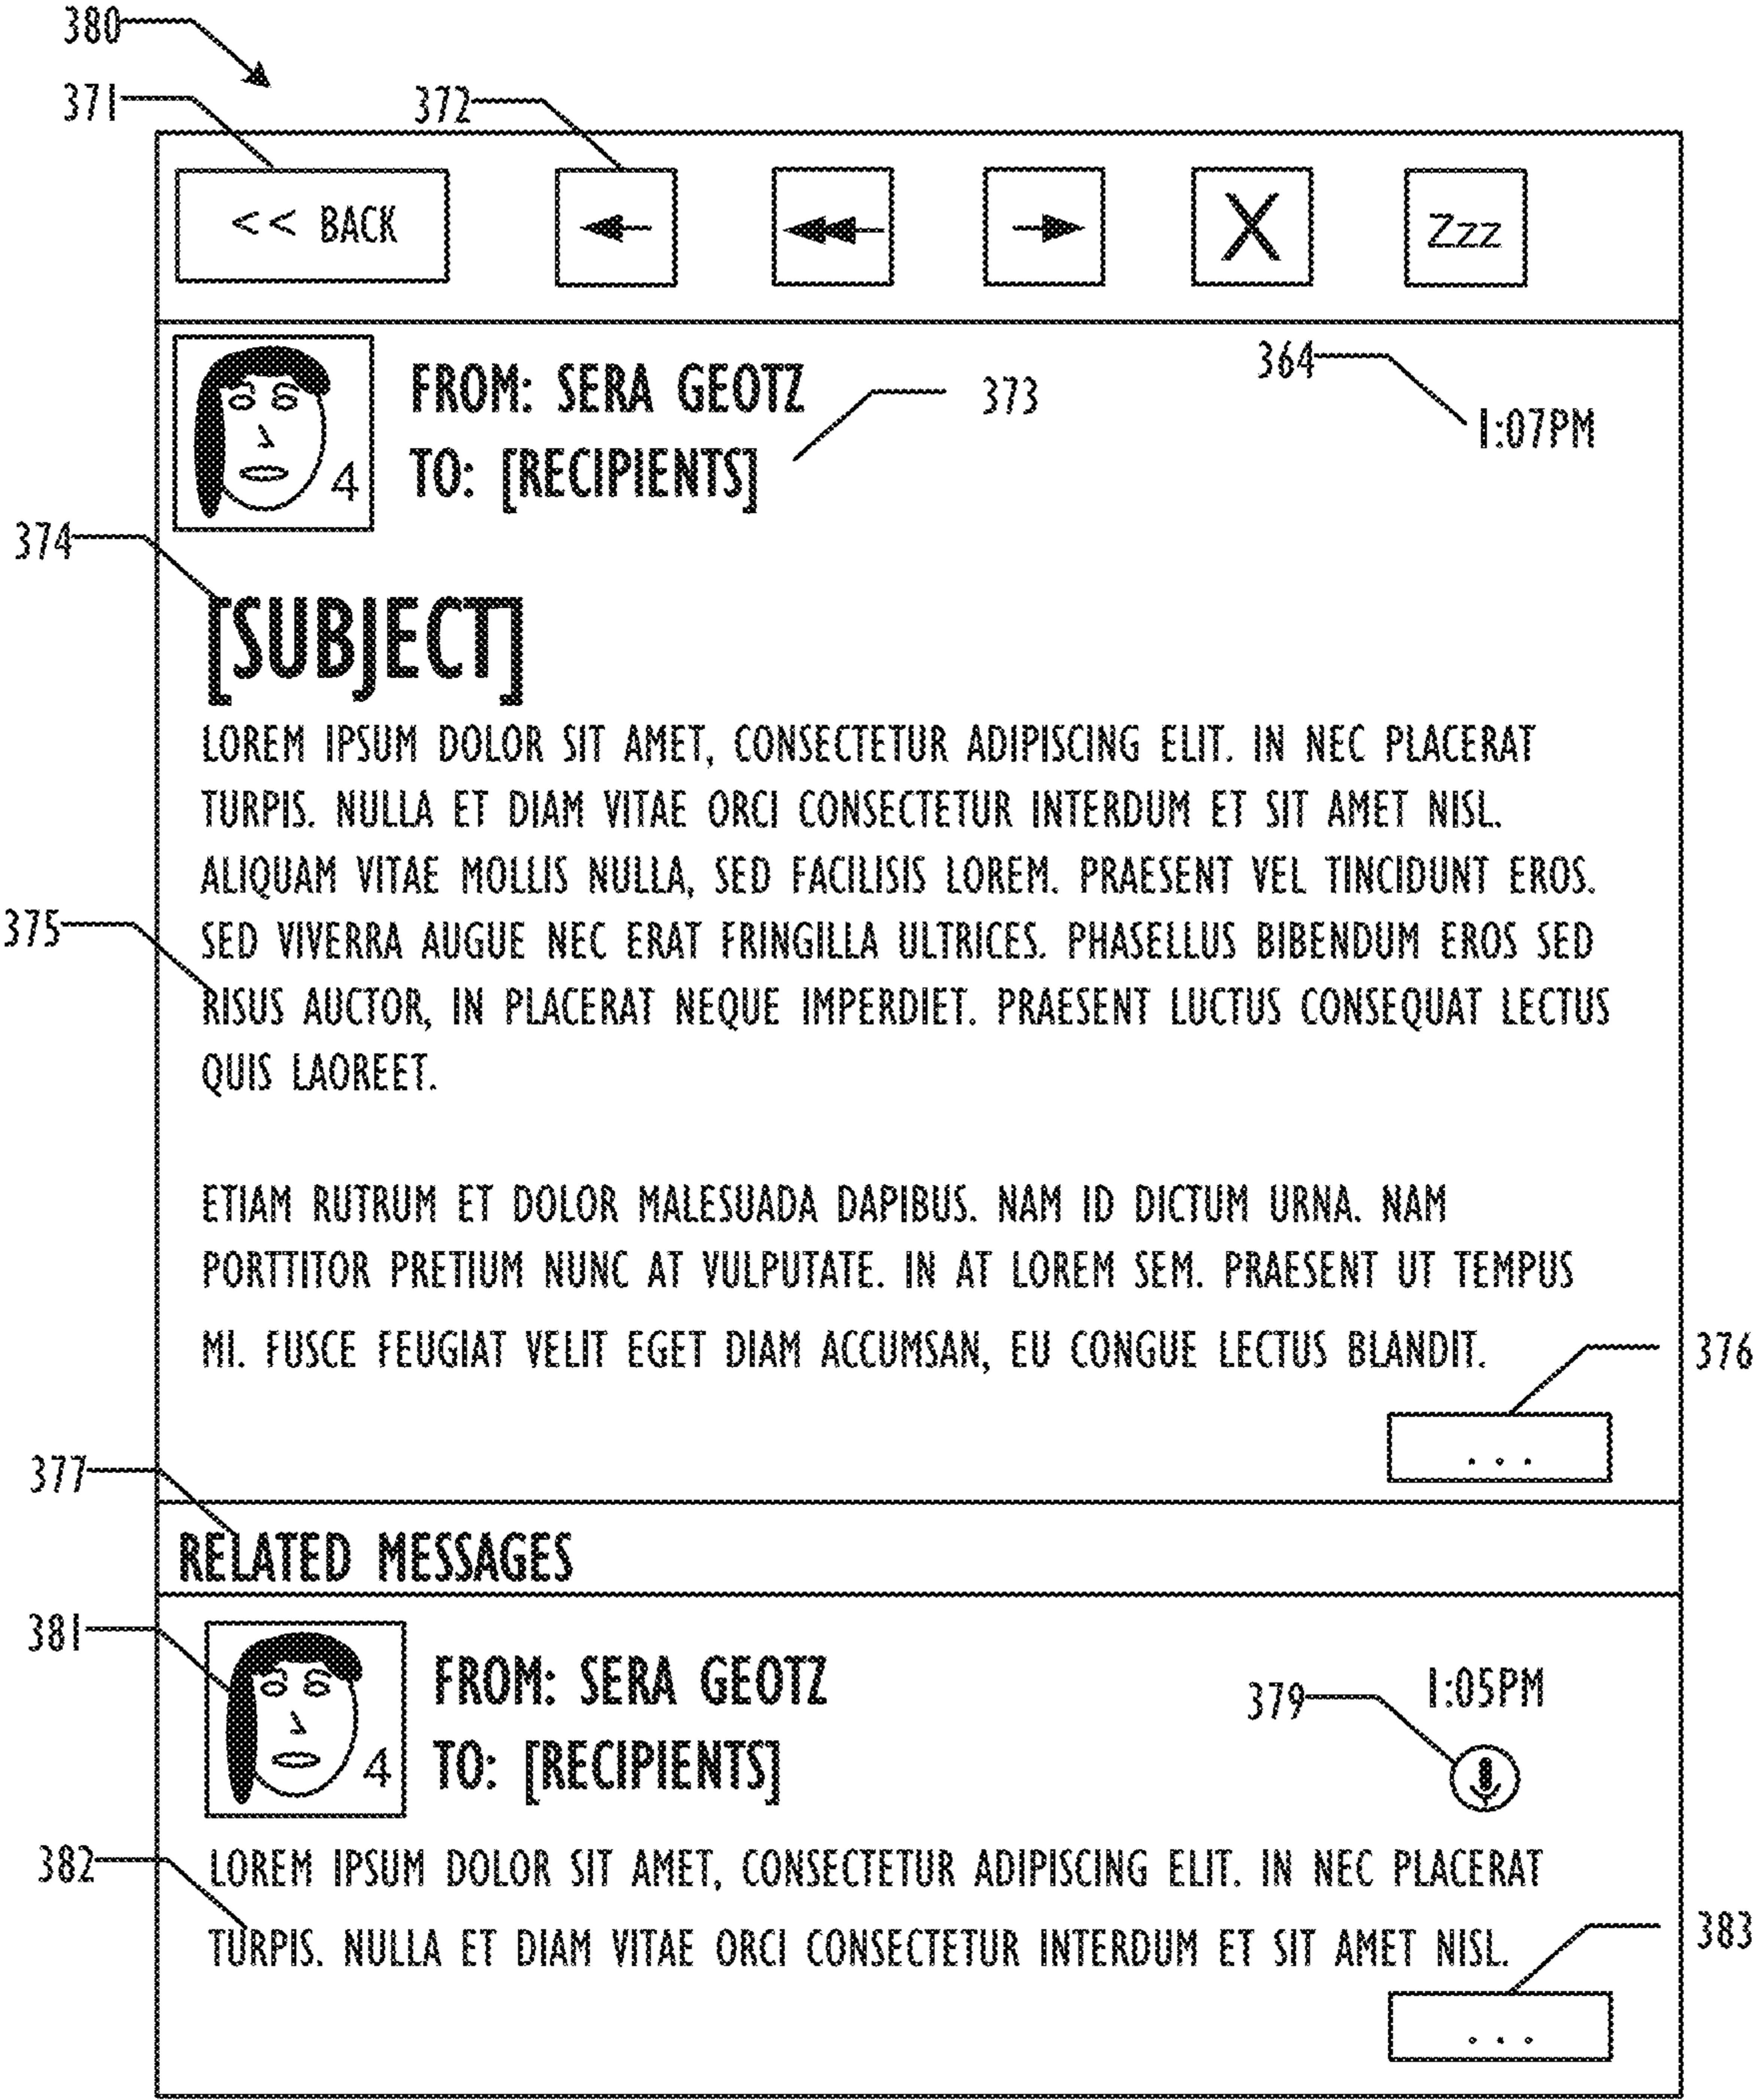 380
371
372
<< BACK
X
Zzz
364
FROM: SERA GEOTZ
373
1:07PM
TO: [RECIPIENTS]
4
374
[SUBJECT]
LOREM IPSUM DOLOR SIT AMET, CONSECTETUR ADIPISCING ELIT. IN NEC PLACERAT
TURPIS. NULLA ET DIAM VITAE ORCI CONSECTETUR INTERDUM ET SIT AMET NISL.
ALIQUAM VITAE MOLLIS NULLA, SED FACILISIS LOREM. PRAESENT VEL TINCIDUNT EROS.
375
SED VIVERRA AUGUE NEC ERAT FRINGILLA ULTRICES. PHASELLUS BIBENDUM EROS SED
RISUS AUCTOR, IN PLACERAT NEQUE IMPERDIET. PRAESENT LUCTUS CONSEQUAT LECTUS
QUIS LAOREET.
ETIAM RUTRUM ET DOLOR MALESUADA DAPIBUS. NAM ID DICTUM URNA. NAM
PORTTITOR PRETIUM NUNC AT VULPUTATE. IN AT LOREM SEM. PRAESENT UT TEMPUS
MI. FUSCE FEUGIAT VELIT EGET DIAM ACCUMSAN, EU CONGUE LECTUS BLANDIT.
376
...
377
RELATED MESSAGES
381
FROM: SERA GEOTZ
379
1:05PM
TO: [RECIPIENTS]
4
382
LOREM IPSUM DOLOR SIT AMET, CONSECTETUR ADIPISCING ELIT. IN NEC PLACERAT
TURPIS. NULLA ET DIAM VITAE ORCI CONSECTETUR INTERDUM ET SIT AMET NISL.
383
...